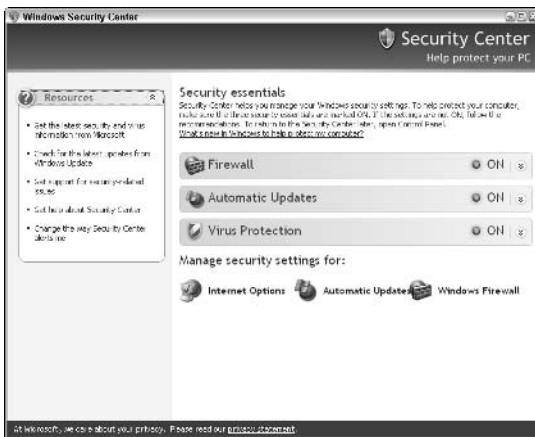 Windows Security Center
Security Center
Help protect your PC
Resources
• Get the latest security and virus
information from Microsoft
• Check for the latest updates from
Windows Update
• Get support for security-related
issues
• Get help about Security Center
• Change the way Security Center
alerts me
Security essentials
Security Center helps you manage your Windows security settings. To help protect your computer,
make sure the three security essentials are marked ON. If the settings are not ON, follow the
recommendations. To return to the Security Center later, open Control Panel.
What's new in Windows to help protect my computer?
Firewall ON
Automatic Updates ON
Virus Protection ON
Manage security settings for:
Internet Options Automatic Updates Windows Firewall
At Microsoft, we care about your privacy. Please read our privacy statement.